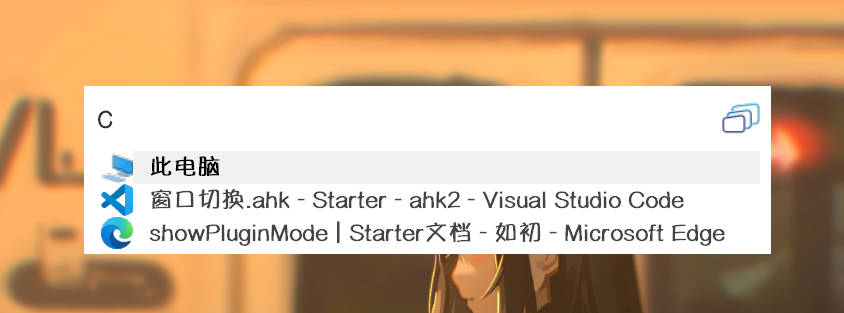 C
此电脑
窗口切换.ahk - Starter - ahk2 - Visual Studio Code
showPluginMode | Starter文档 - 如初 - Microsoft Edge